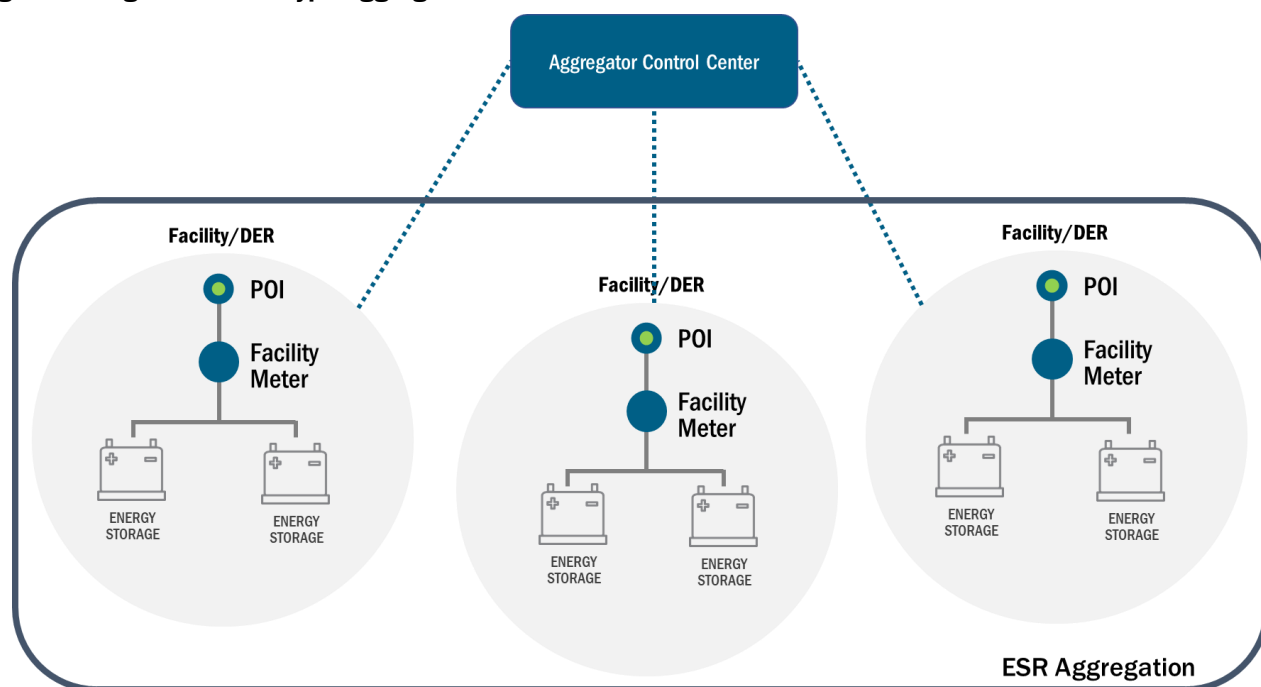 Aggregator Control Center
Facility/DER
POI
Facility
Meter
ENERGY
STORAGE
ENERGY
STORAGE
Facility/DER
POI
Facility
Meter
ENERGY
STORAGE
ENERGY
STORAGE
Facility/DER
POI
Facility
Meter
ENERGY
STORAGE
ENERGY
STORAGE
ESR Aggregation